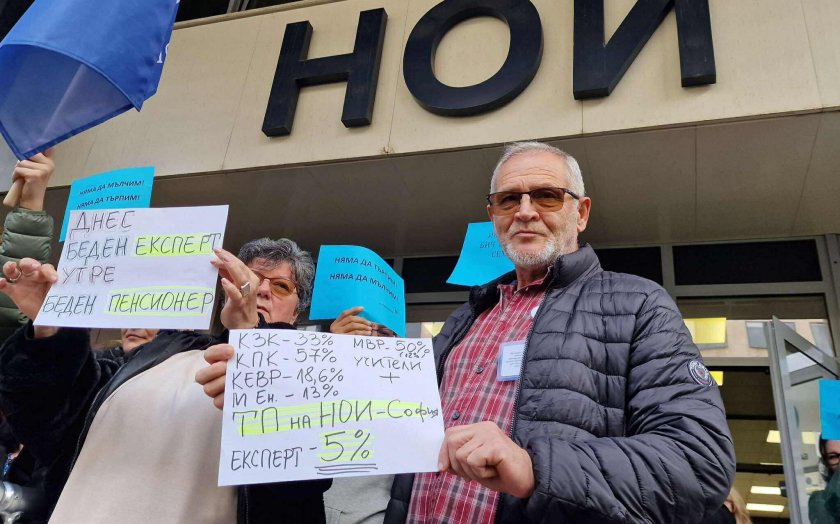 НОИ
НЯМА ДА МЪЛЧИМ!
НЯМА ДА ТЪРПИМ!
ДНЕС
БЕДЕН ЕКСПЕРТ
УТРЕ
БЕДЕН ПЕНСИОНЕР
НЯМА ДА ТЪРПИМ!
НЯМА ДА МЪЛЧИМ!
КЗК - 33%
КПК - 57%
КЕВР - 18,6%
М ЕН. - 13%
МВР - 50%
УЧИТЕЛИ
+
ТП НА НОИ - София
ЕКСПЕРТ - 5%